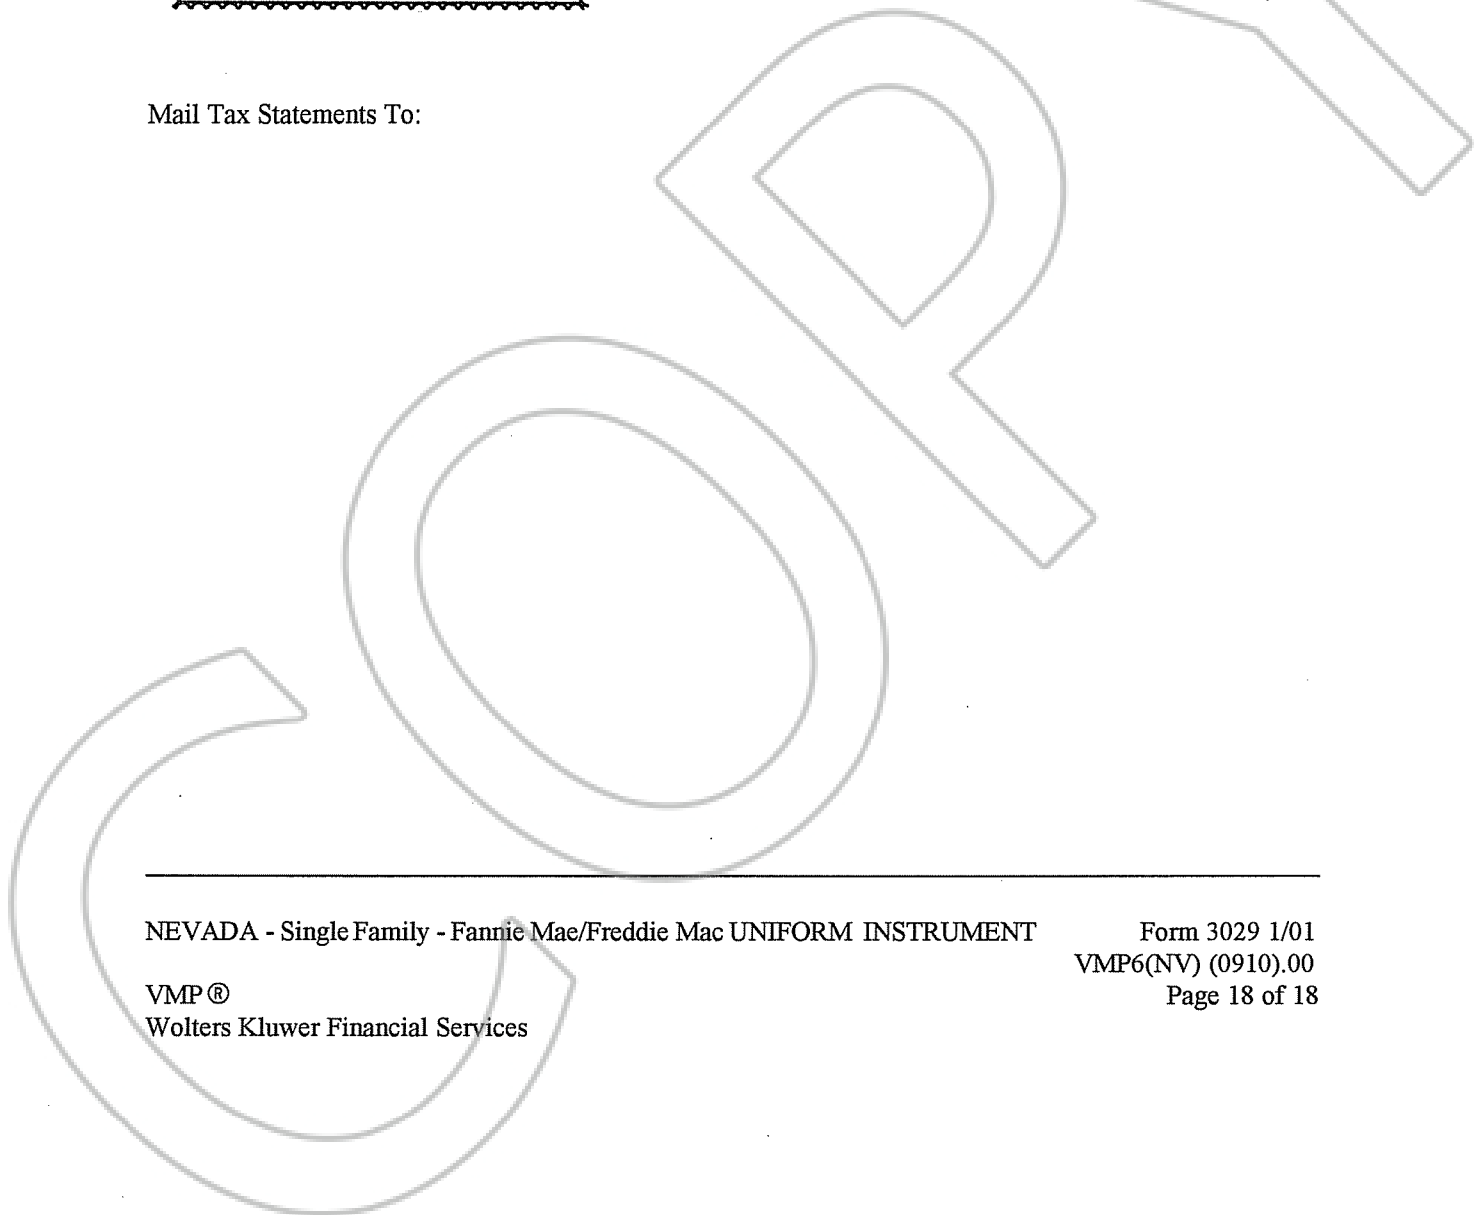 Mail Tax Statements To:
COPY
NEVADA - Single Family - Fannie Mae/Freddie Mac UNIFORM INSTRUMENT Form 3029 1/01
VMP6(NV) (0910).00
VMP ® Page 18 of 18
Wolters Kluwer Financial Services